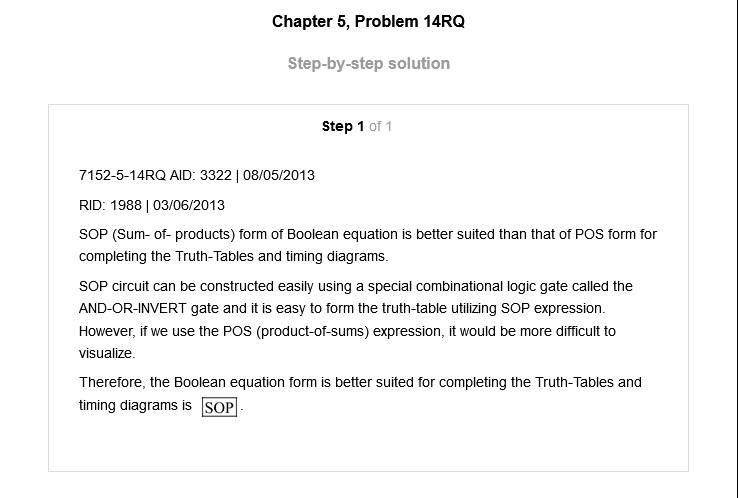 Chapter 5, Problem 14RQ
Step-by-step solution
Step 1 of 1
7152-5-14RQ AID: 3322 | 08/05/2013
RID: 1988 | 03/06/2013
SOP (Sum- of- products) form of Boolean equation is better suited than that of POS form for
completing the Truth-Tables and timing diagrams.
SOP circuit can be constructed easily using a special combinational logic gate called the
AND-OR-INVERT gate and it is easy to form the truth-table utilizing SOP expression.
However, if we use the POS (product-of-sums) expression, it would be more difficult to
visualize.
Therefore, the Boolean equation form is better suited for completing the Truth-Tables and
timing diagrams is SOP.